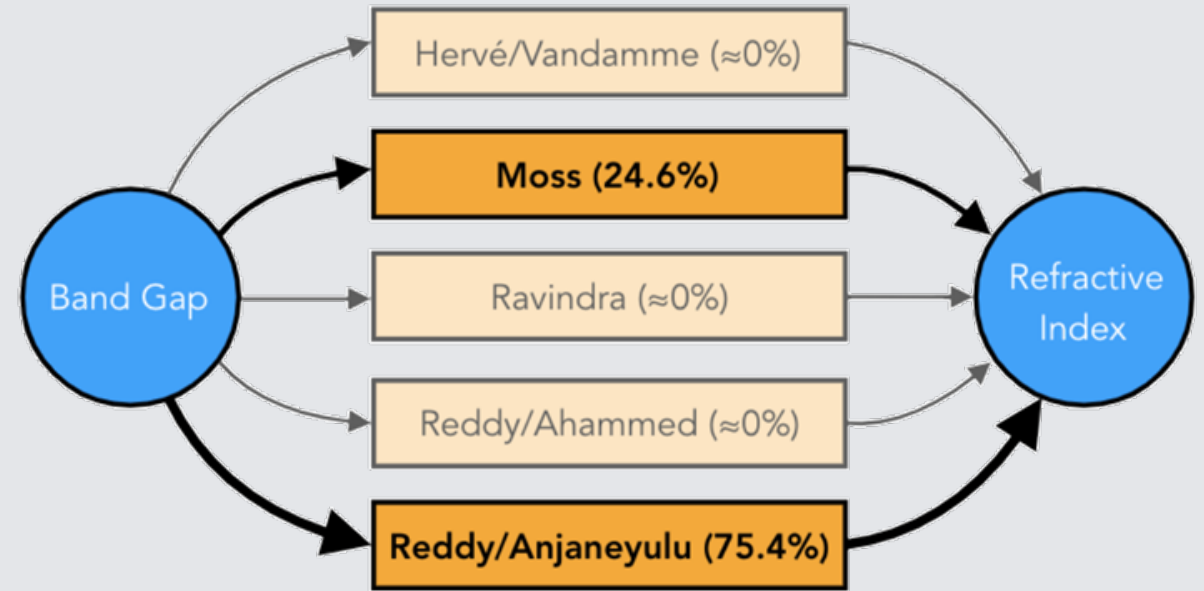 Hervé/Vandamme (≈0%)
Moss (24.6%)
Band Gap
Ravindra (≈0%)
Refractive
Index
Reddy/Ahammed (≈0%)
Reddy/Anjaneyulu (75.4%)